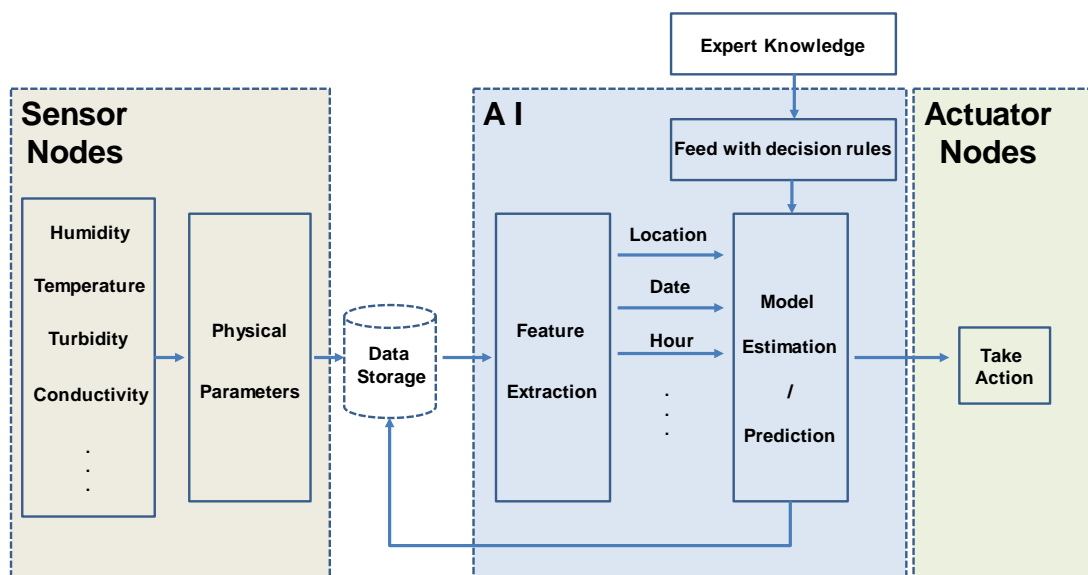 Expert Knowledge
Sensor
Nodes
A I
Actuator
Nodes
Feed with decision rules
Humidity
Temperature
Turbidity
Conductivity
.
.
.
Physical
Parameters
Data
Storage
Feature
Extraction
Location
Date
Hour
.
.
.
Model
Estimation
/
Prediction
Take
Action